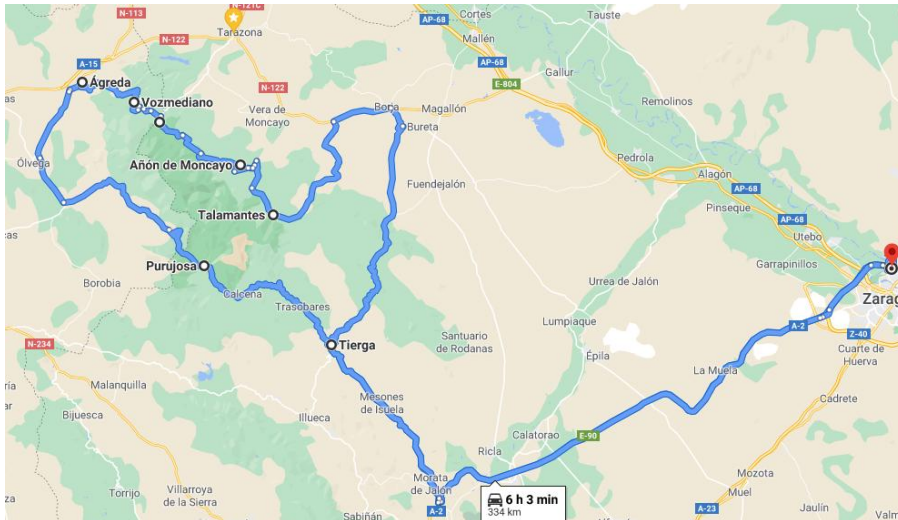 N-113
N-121C
Tarazona
N-122
A-15
Ágreda
Vozmediano
Vera de
Moncayo
N-122
Ólvega
Añón de Moncayo
Talamantes
Purujosa
Borobia
Calcena
Trasobares
Tierga
N-234
Malanquilla
Bijuesca
Illueca
Mesones
de Isuela
Torrijo
Villarroya
de la Sierra
Morata
de Jalón
Sabiñán
A-2
AP-68
Cortes
Mallén
Tauste
AP-68
Gallur
E-804
Remolinos
Borja
Magallón
Bureta
Fuendejalón
Pedrola
Alagón
AP-68
Pinseque
AP-68
Utebo
Garrapinillos
Zarag
Urrea de Jalón
Lumpiaque
Santuario
de Rodanas
Épila
A-2
Z-40
La Muela
Cuarte de
Huerva
Cadrete
Ricla
Calatorao
E-90
6 h 3 min
334 km
Mozota
Muel
A-23
Jaulín
Valm